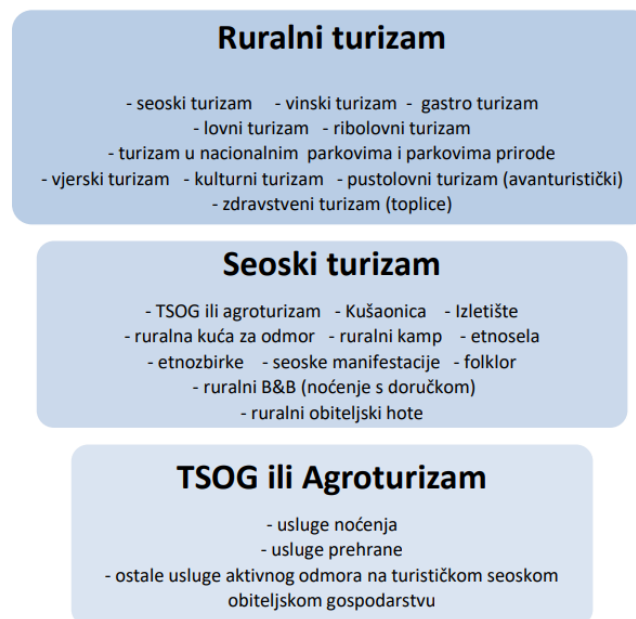 Ruralni turizam
- seoski turizam - vinski turizam - gastro turizam
- lovni turizam - ribolovni turizam
- turizam u nacionalnim parkovima i parkovima prirode
- vjerski turizam - kulturni turizam - pustolovni turizam (avanturistički)
- zdravstveni turizam (toplice)
Seoski turizam
- TSOG ili agroturizam - Kušaonica - Izletište
- ruralna kuća za odmor - ruralni kamp - etnosela
- etnozbirke - seoske manifestacije - folklor
- ruralni B&B (noćenje s doručkom)
- ruralni obiteljski hote
TSOG ili Agroturizam
- usluge noćenja
- usluge prehrane
- ostale usluge aktivnog odmora na turističkom seoskom
obiteljskom gospodarstvu